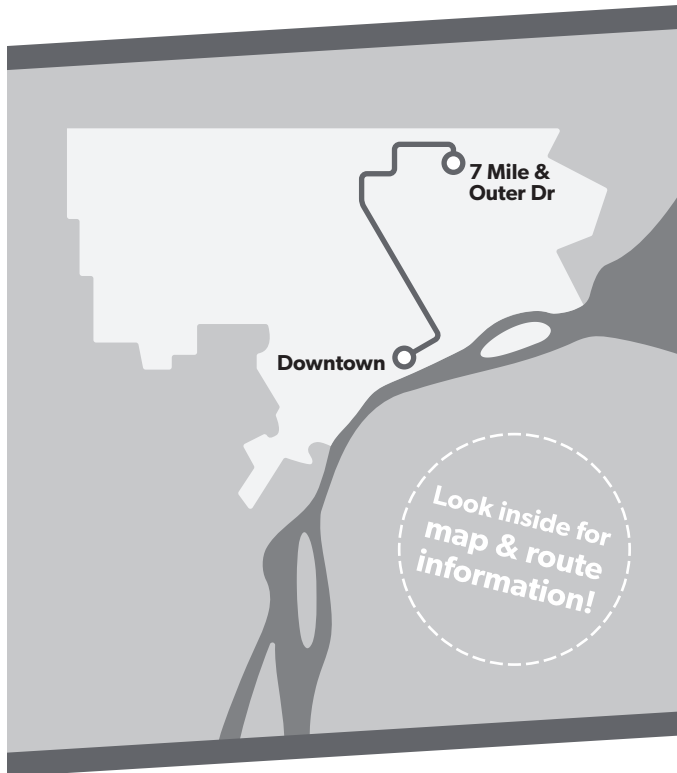 7 Mile &
Outer Dr
Downtown
Look inside for
map & route
information!